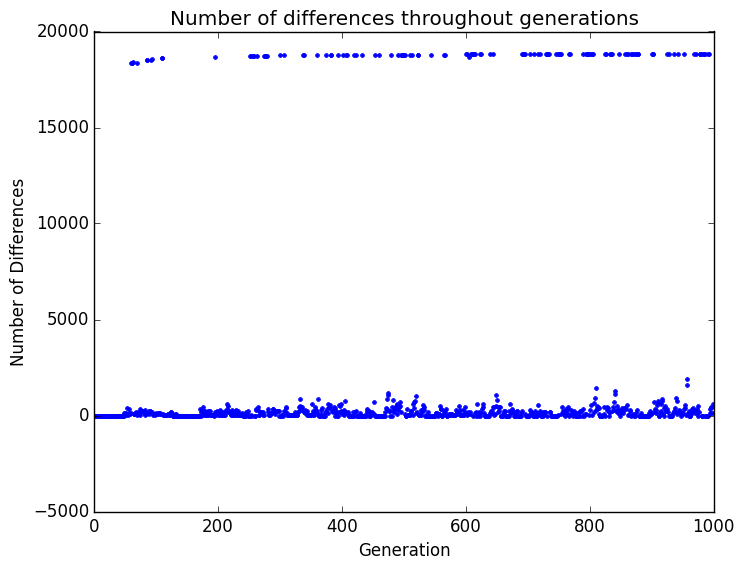 Number of differences throughout generations
20000
15000
10000
5000
0
−5000
Number of Differences
0 200 400 600 800 1000
Generation